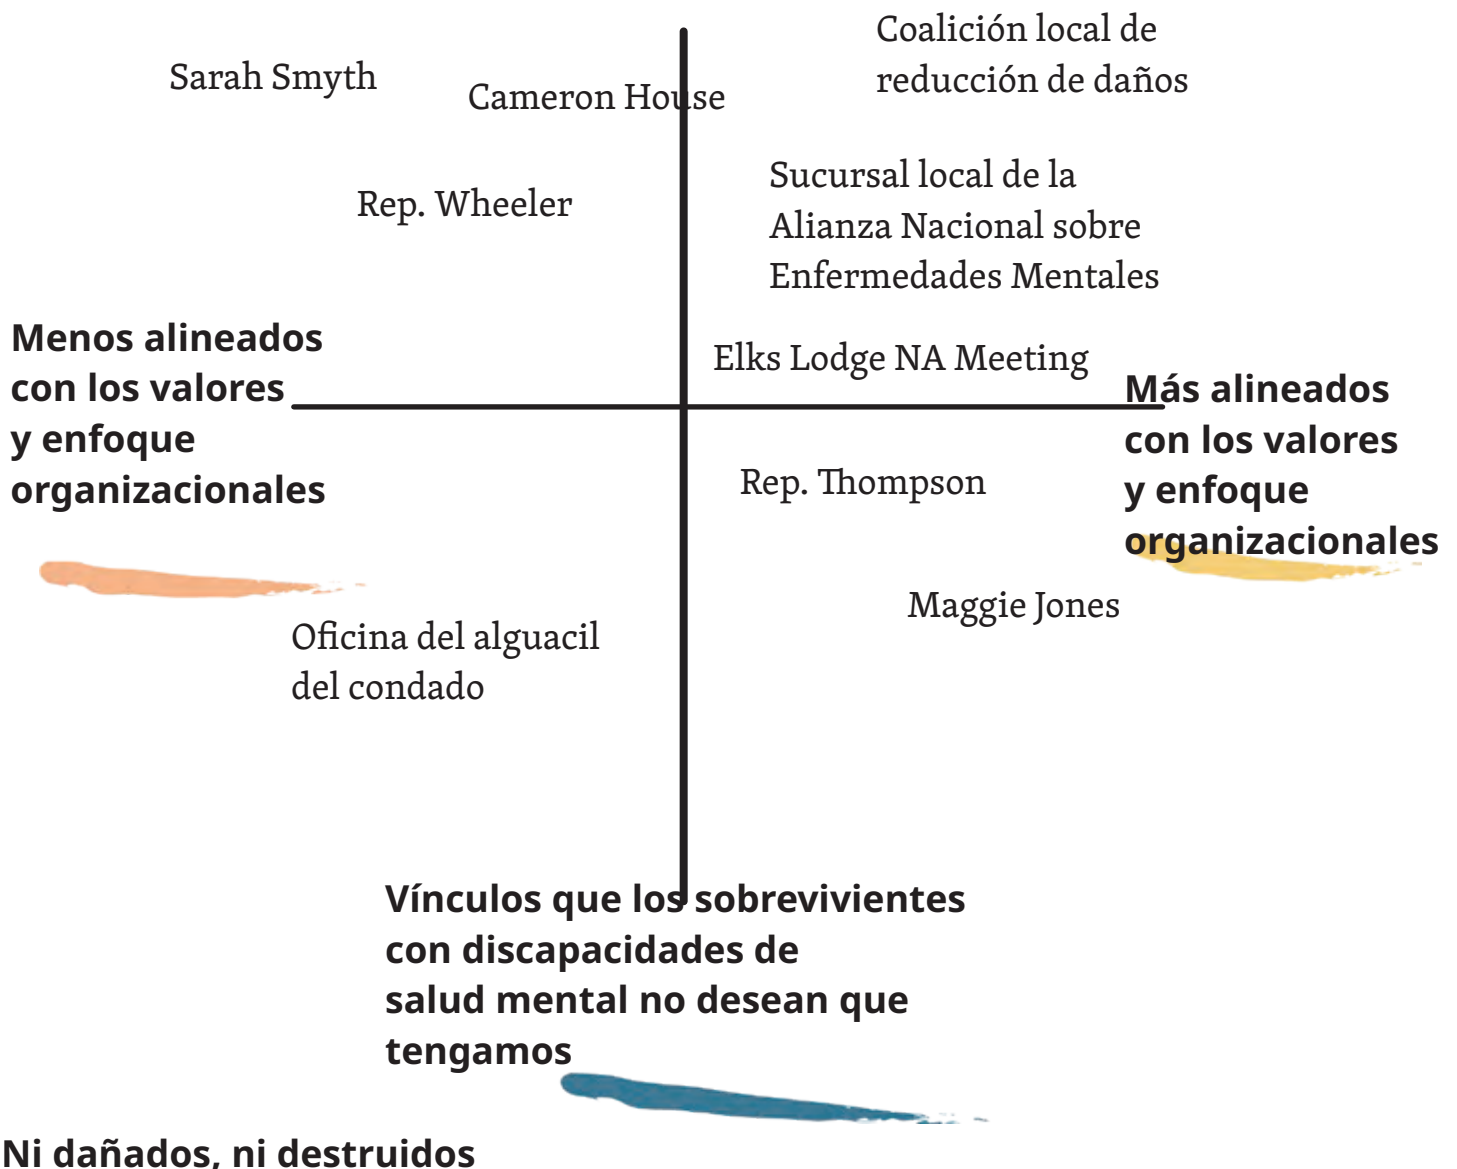 Coalición local de
reducción de daños
Sarah Smyth
Cameron House
Sucursal local de la
Alianza Nacional sobre
Enfermedades Mentales
Rep. Wheeler
Menos alineados
con los valores
y enfoque
organizacionales
Elks Lodge NA Meeting
Más alineados
con los valores
y enfoque
organizacionales
Rep. Thompson
Maggie Jones
Oficina del alguacil
del condado
Vínculos que los sobrevivientes
con discapacidades de
salud mental no desean que
tengamos
Ni dañados, ni destruidos